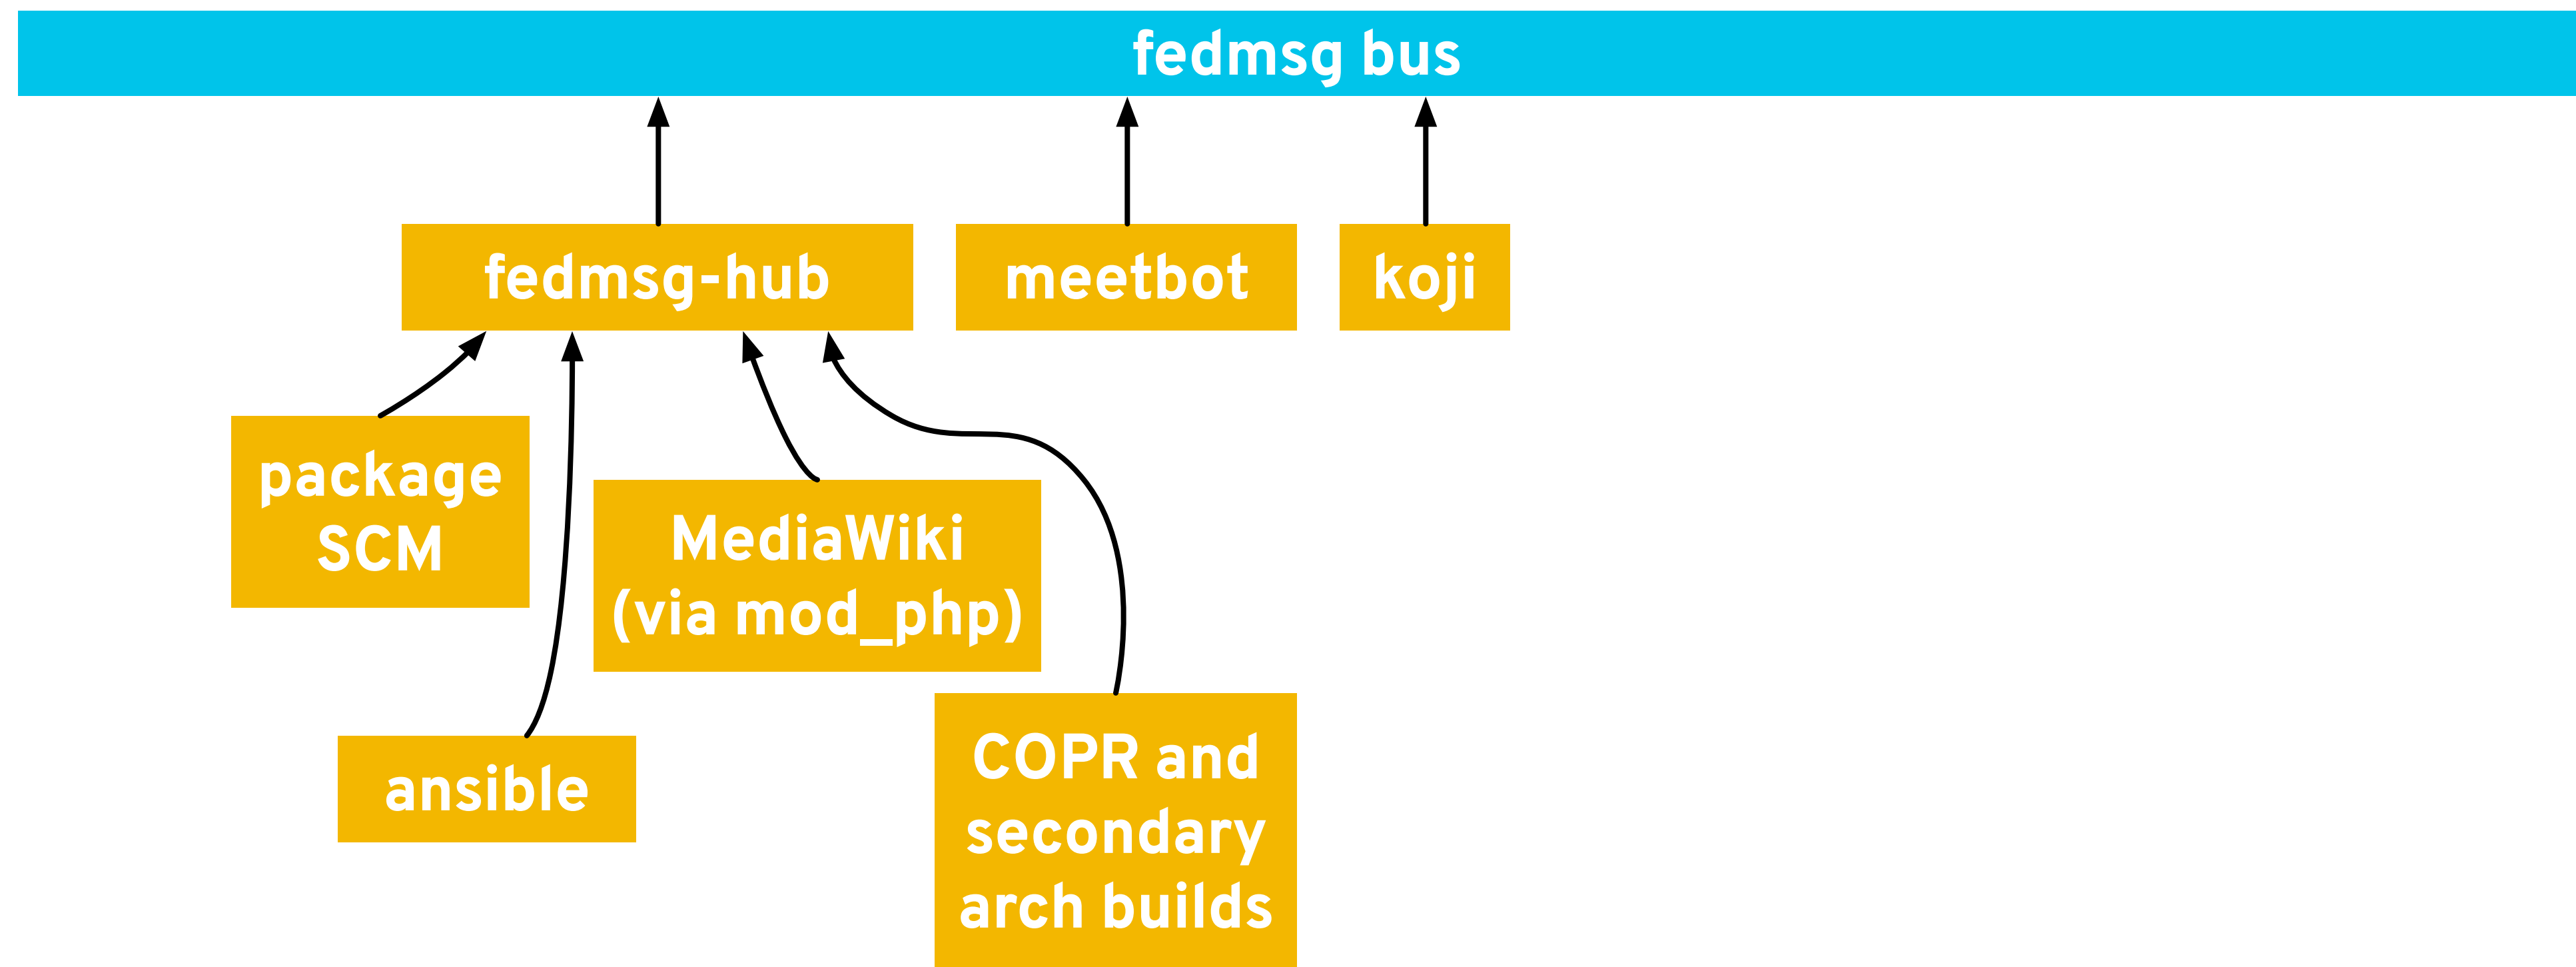 fedmsg bus
fedmsg-hub
meetbot
koji
package
SCM
MediaWiki
(via mod_php)
ansible
COPR and
secondary
arch builds